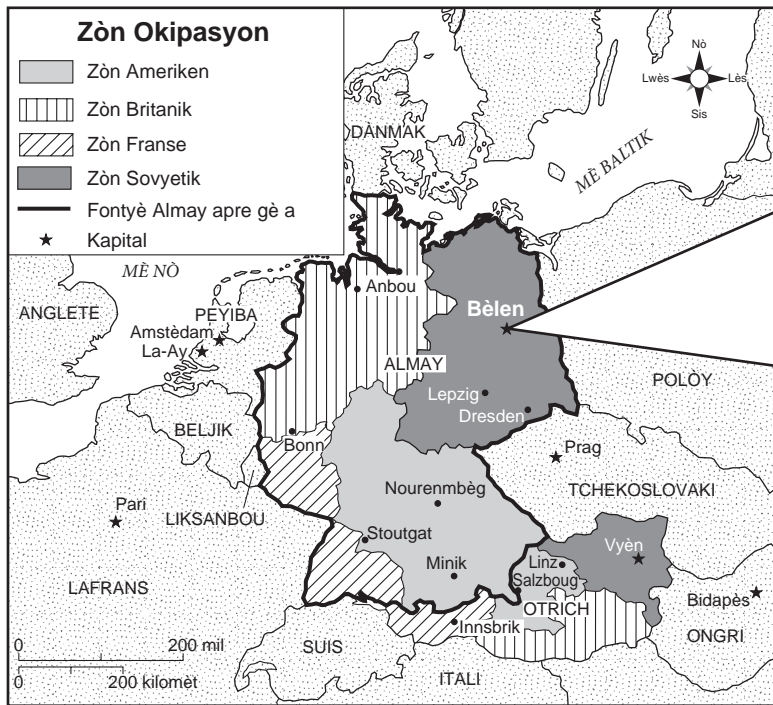 Zòn Okipasyon
Zòn Ameriken
Zòn Britanik
Zòn Franse
Zòn Sovyetik
Fontyè Almay apre gè a
Kapital
Nò
Lwès
Lès
Sis
DÀNMAK
MÈ BALTIK
MÈ NÒ
ANGLETE
PEYIBA
Anbou
Bèlen
Amstèdam
La-Ay
ALMAY
POLÒY
Lepzig
Dresden
BELJIK
Bonn
Prag
TCHEKOSLOVAKI
Nourenmbèg
Pari
LIKSANBOU
Stoutgat
Vyèn
Minik
Linz
Salzboug
LAFRANS
OTRICH
Bidapès
Innsbrik
ONGRI
SUIS
ITALI
0 200 mil
0 200 kilomèt